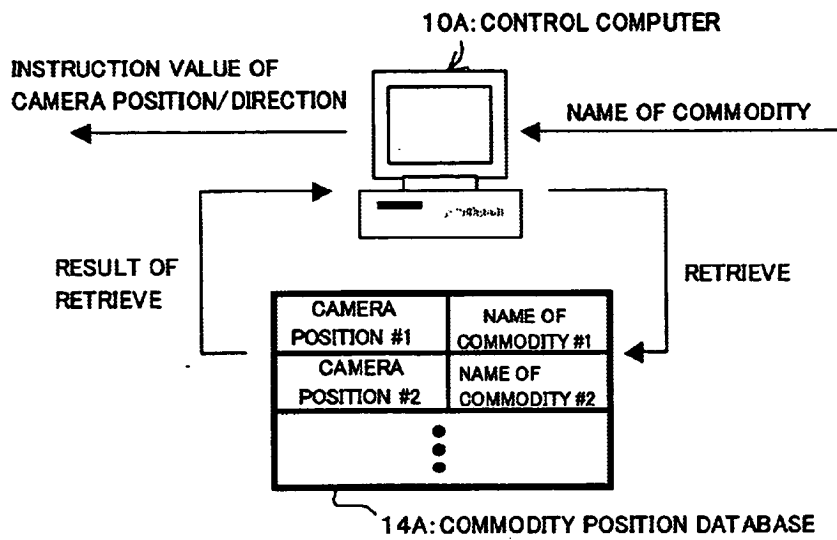 10A:CONTROL COMPUTER
INSTRUCTION VALUE OF
CAMERA POSITION/DIRECTION
NAME OF COMMODITY
RESULT OF
RETRIEVE
RETRIEVE
CAMERA
POSITION #1
NAME OF
COMMODITY #1
CAMERA
POSITION #2
NAME OF
COMMODITY #2
14A:COMMODITY POSITION DATABASE